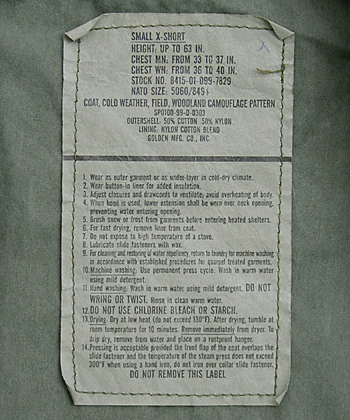 SMALL X-SHORT
HEIGHT: UP TO 63 IN.
CHEST MN: FROM 33 TO 37 IN.
CHEST WN: FROM 36 TO 40 IN.
STOCK NO. 8415-01-099-7829
NATO SIZE: 5060/8494
COAT, COLD WEATHER, FIELD, WOODLAND CAMOUFLAGE PATTERN
SPO100-99-D-0303
OUTERSHELL: 50% COTTON 50% NYLON
LINING: NYLON COTTON BLEND
GOLDEN MFG. CO., INC.
1. Wear as outer garment or as under-layer in cold-dry climate.
2. Wear button-in liner for added insulation.
3. Adjust closures and drawcords to ventilate; avoid overheating of body.
4. When hood is used, lower extension shall be worn over neck opening,
preventing water entering opening.
5. Brush snow or frost from garments before entering heated shelters.
6. For fast drying, remove liner from coat.
7. Do not expose to high temperature of a stove.
8. Lubricate slide fasteners with wax.
9. For cleaning and restoring of water repellency, return to laundry for machine washing
in accordance with established procedures for quarpel treated garments.
10. Machine washing: Use permanent press cycle. Wash in warm water
using mild detergent.
11. Hand washing: Wash in warm water using mild detergent. DO NOT
WRING OR TWIST. Rinse in clean warm water.
12. DO NOT USE CHLORINE BLEACH OR STARCH.
13. Drying: Dry at low heat (do not exceed 130°F). After drying, tumble at
room temperature for 10 minutes. Remove immediately from dryer. To
drip dry, remove from water and place on a rustproof hanger.
14. Pressing is acceptable provided the front flap of the coat overlaps the
slide fastener and the temperature of the steam press does not exceed
300°F when using a hand iron, do not iron over collar slide fastener.
DO NOT REMOVE THIS LABEL